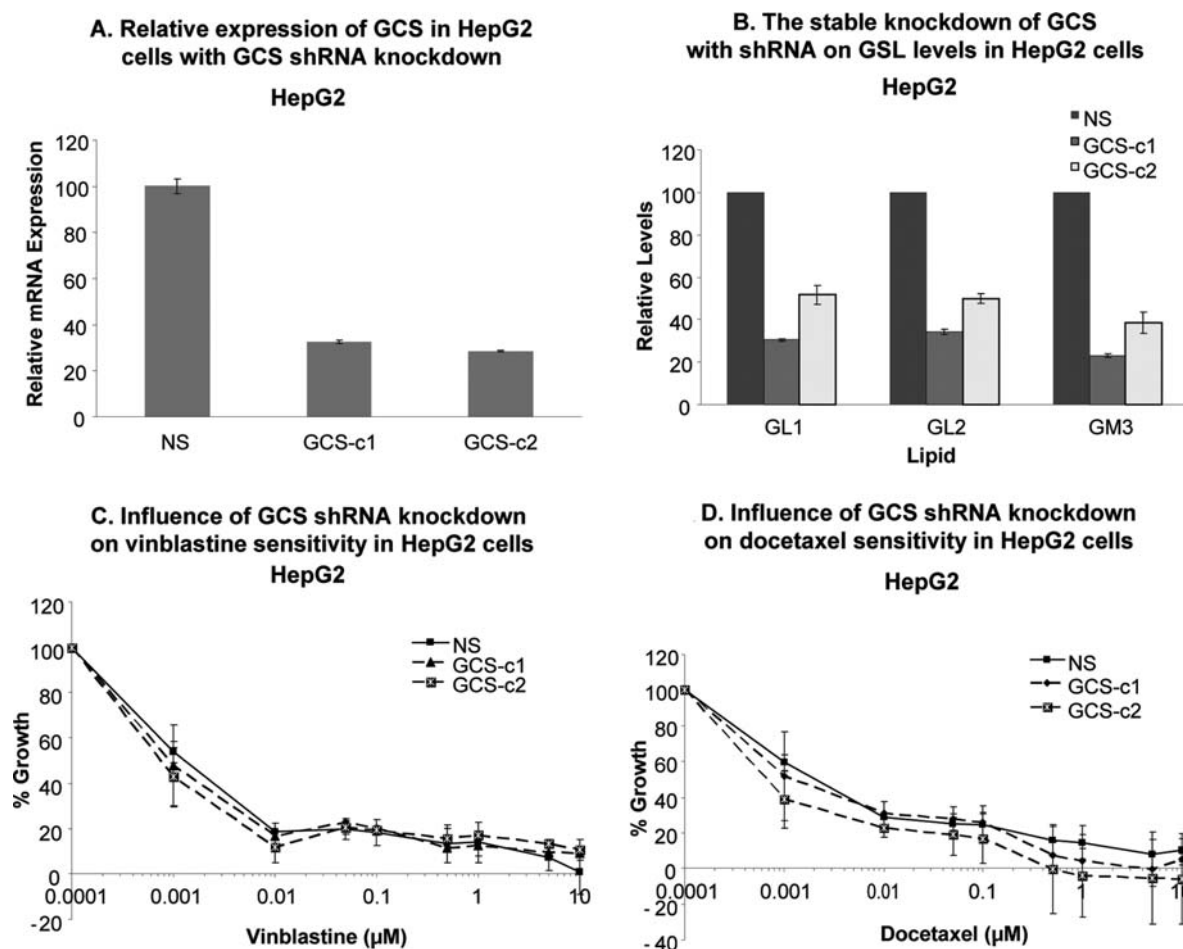 A. Relative expression of GCS in HepG2
cells with GCS shRNA knockdown
HepG2
Relative mRNA Expression
120
100
80
60
40
20
0
NS
GCS-c1
GCS-c2
B. The stable knockdown of GCS
with shRNA on GSL levels in HepG2 cells
HepG2
NS
GCS-c1
GCS-c2
Relative Levels
120
100
80
60
40
20
0
GL1
GL2
GM3
Lipid
C. Influence of GCS shRNA knockdown
on vinblastine sensitivity in HepG2 cells
HepG2
NS
GCS-c1
GCS-c2
% Growth
120
100
80
60
40
20
0
- 20
0.0001
0.001
0.01
0.1
1
10
Vinblastine (µM)
D. Influence of GCS shRNA knockdown
on docetaxel sensitivity in HepG2 cells
HepG2
NS
GCS-c1
GCS-c2
% Growth
120
100
80
60
40
20
0
- 20
- 40
0.0001
0.001
0.01
0.1
1
Docetaxel (µM)